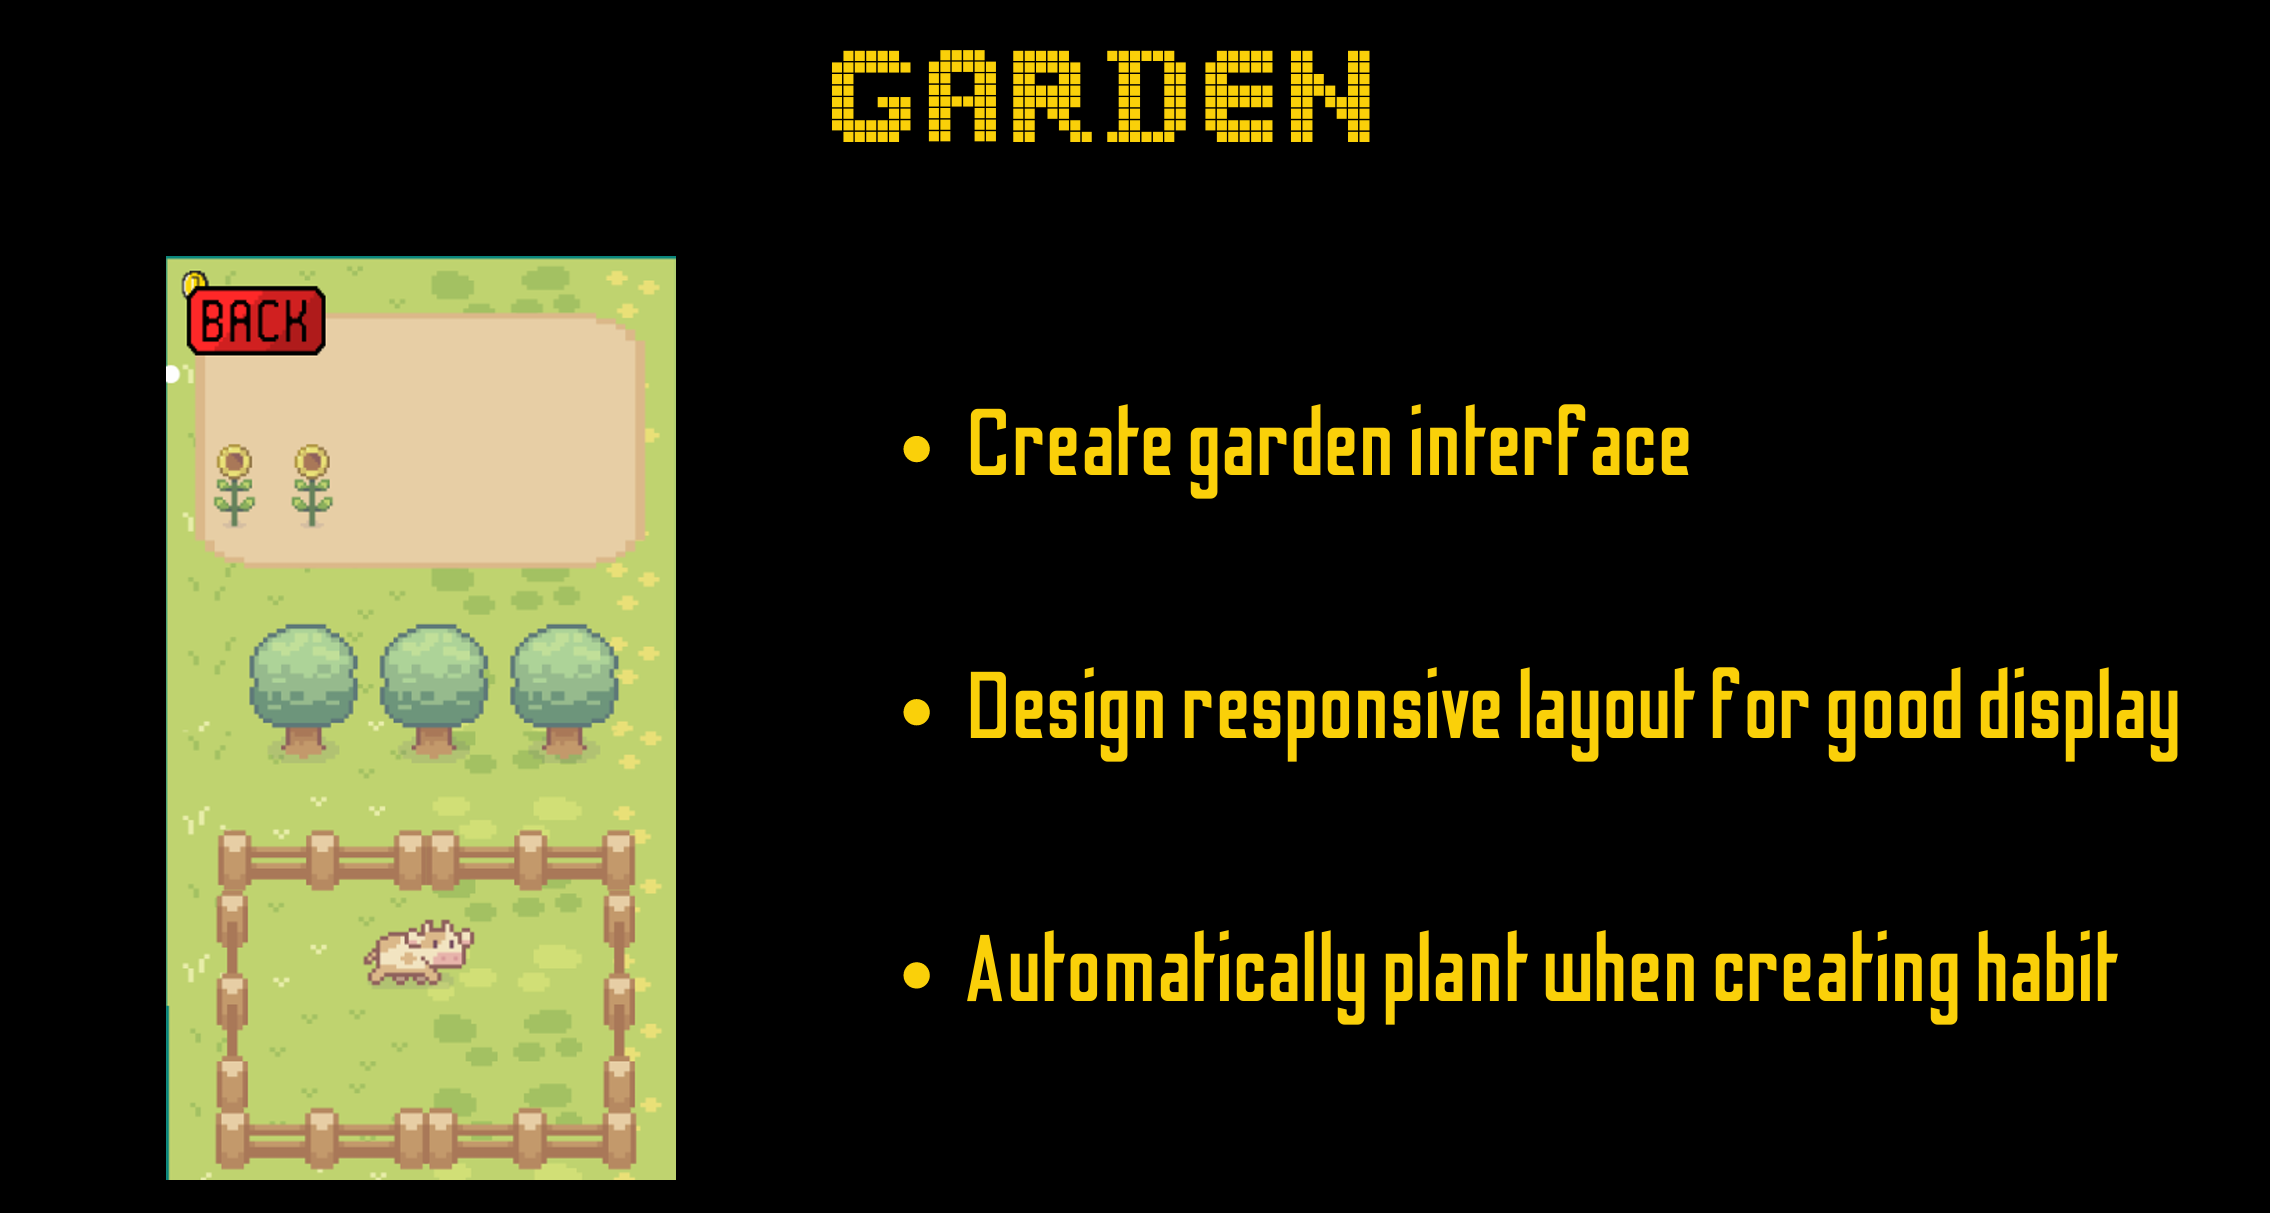 GARDEN
BACK
• Create garden interface
• Design responsive layout for good display
• Automatically plant when creating habit